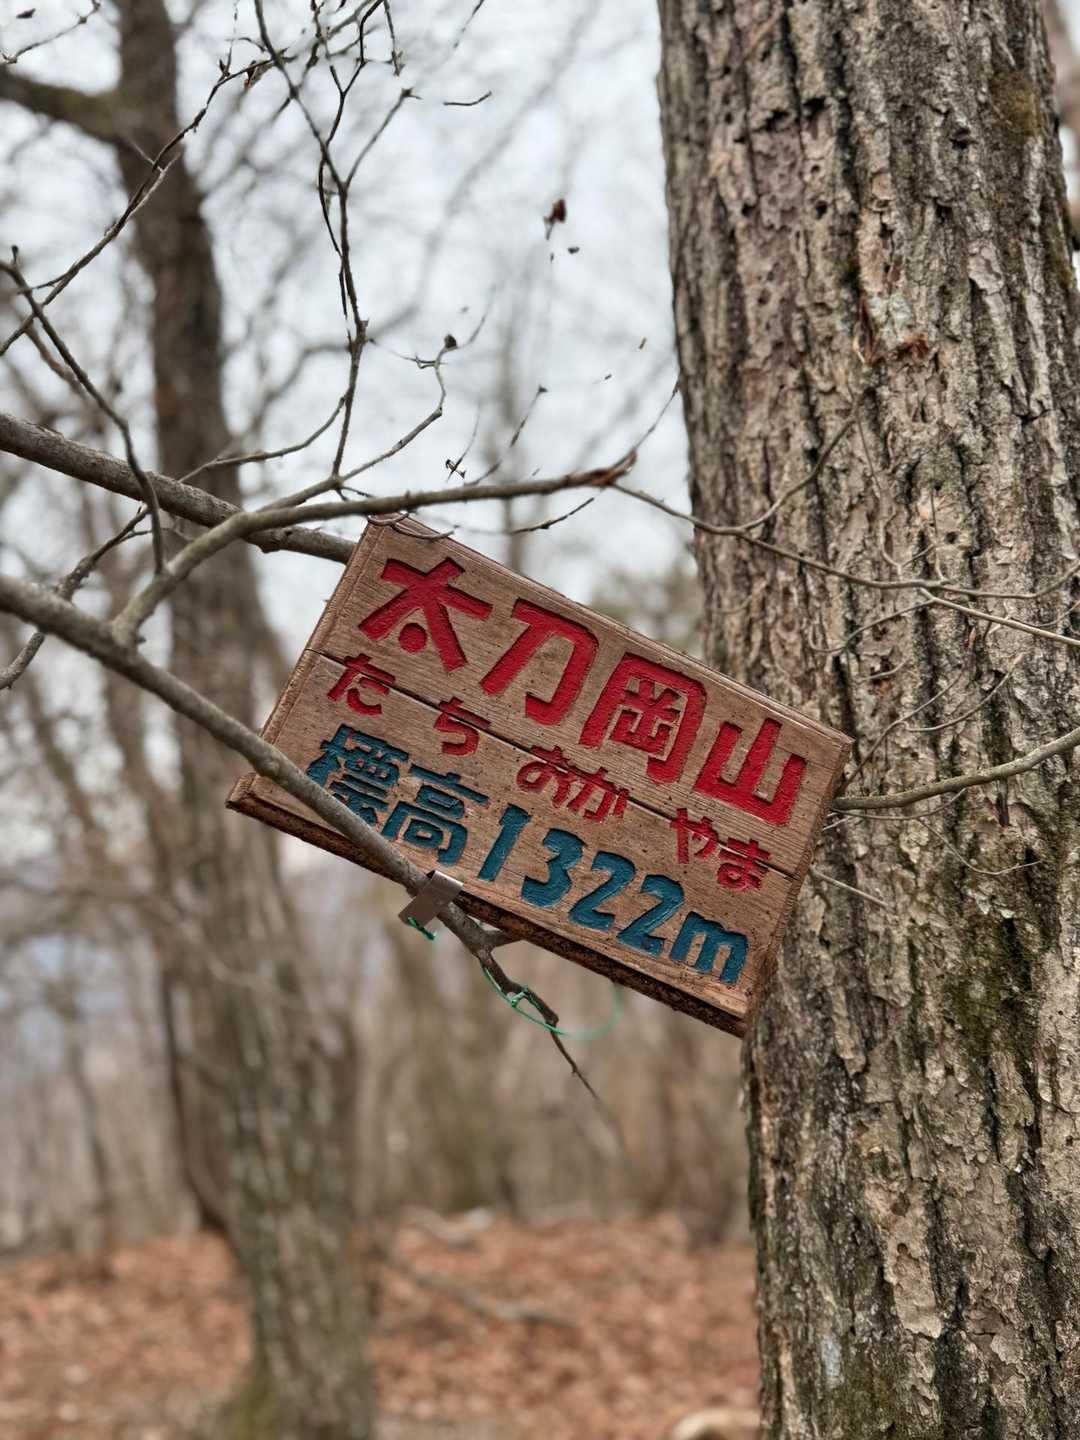 太刀岡山
たち おか やま
標高1322m